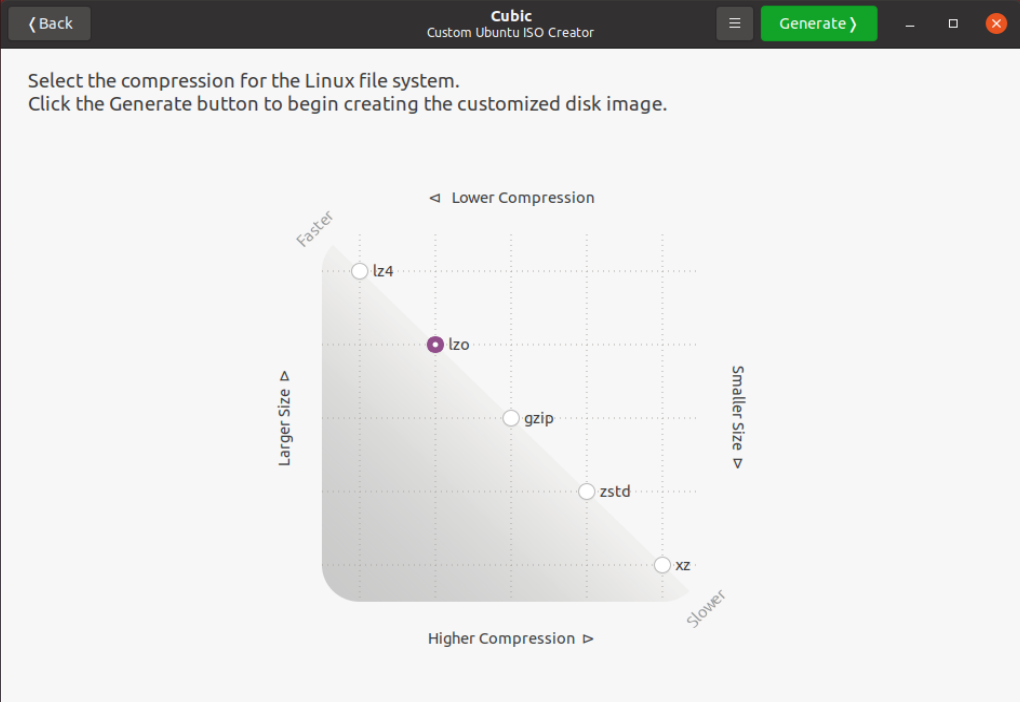 Back
Cubic
Custom Ubuntu ISO Creator
Generate
Select the compression for the Linux file system.
Click the Generate button to begin creating the customized disk image.
Lower Compression
Faster
lz4
lzo
Larger Size
Smaller Size
gzip
zstd
xz
Slower
Higher Compression